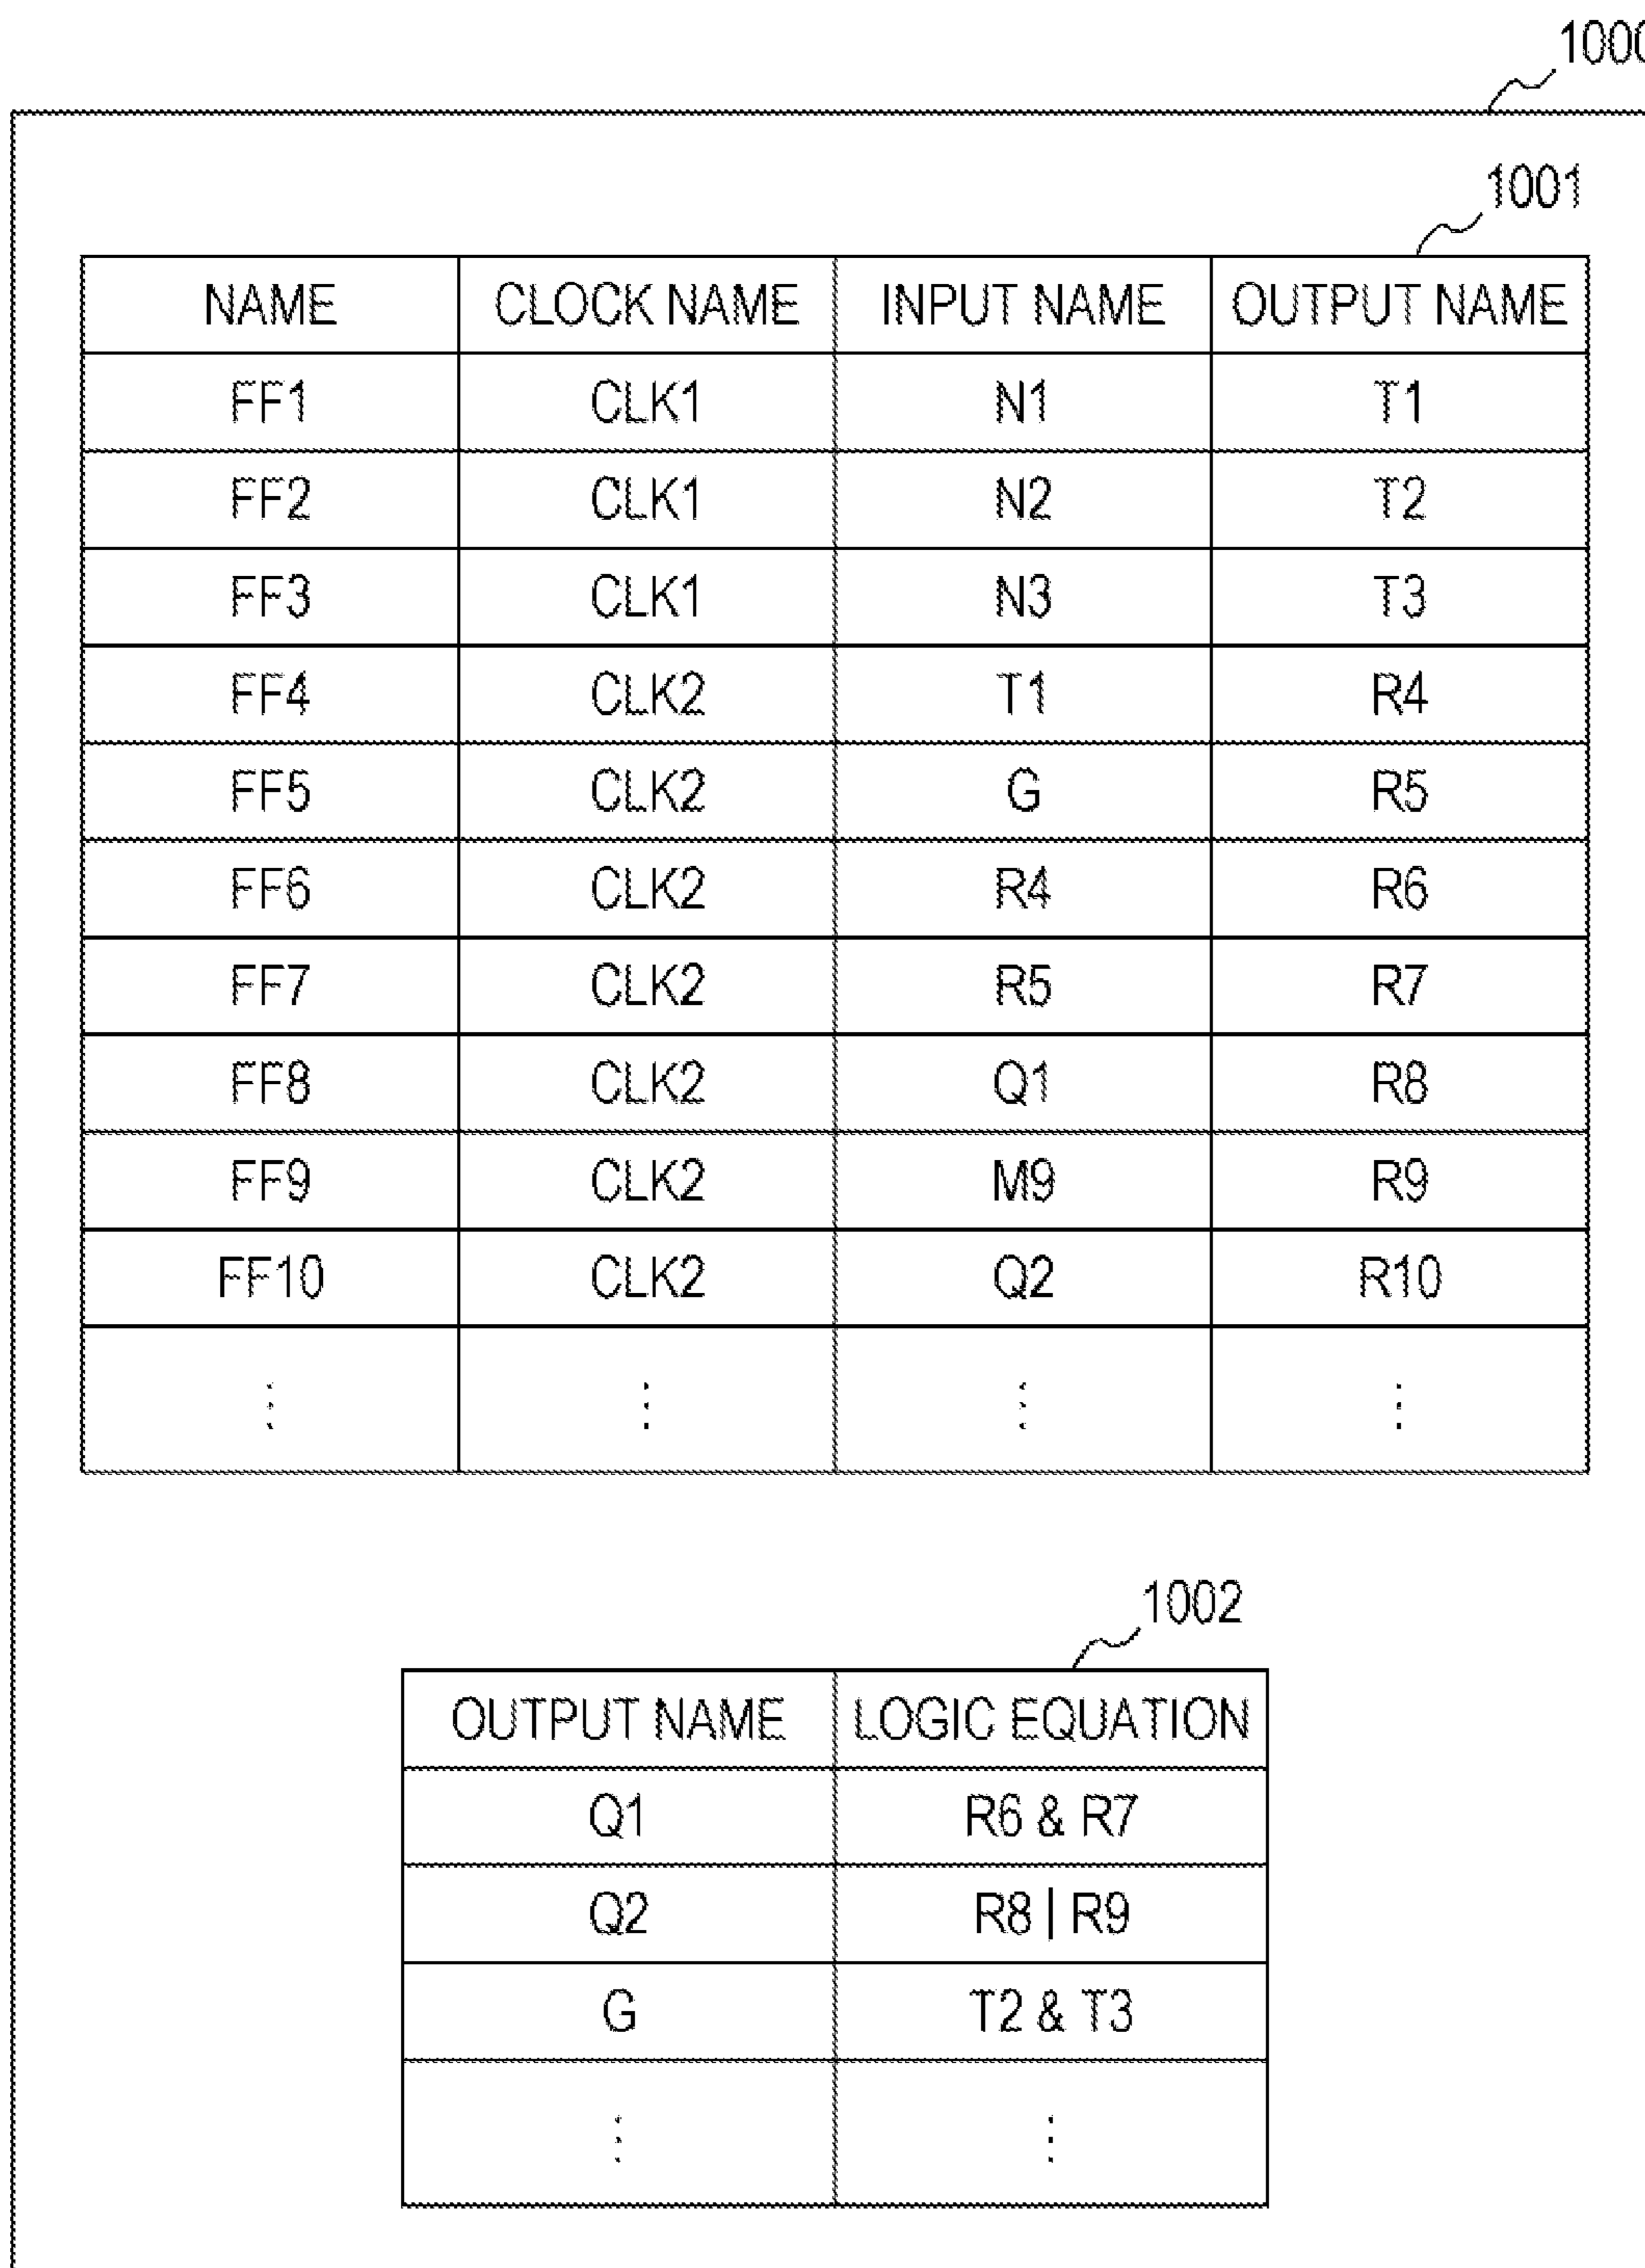 1000
1001
NAME CLOCK NAME INPUT NAME OUTPUT NAME
FF1 CLK1 N1 T1
FF2 CLK1 N2 T2
FF3 CLK1 N3 T3
FF4 CLK2 T1 R4
FF5 CLK2 G R5
FF6 CLK2 R4 R6
FF7 CLK2 R5 R7
FF8 CLK2 Q1 R8
FF9 CLK2 M9 R9
FF10 CLK2 Q2 R10
⋮ ⋮ ⋮ ⋮
1002
OUTPUT NAME LOGIC EQUATION
Q1 R6 & R7
Q2 R8 | R9
G T2 & T3
⋮ ⋮